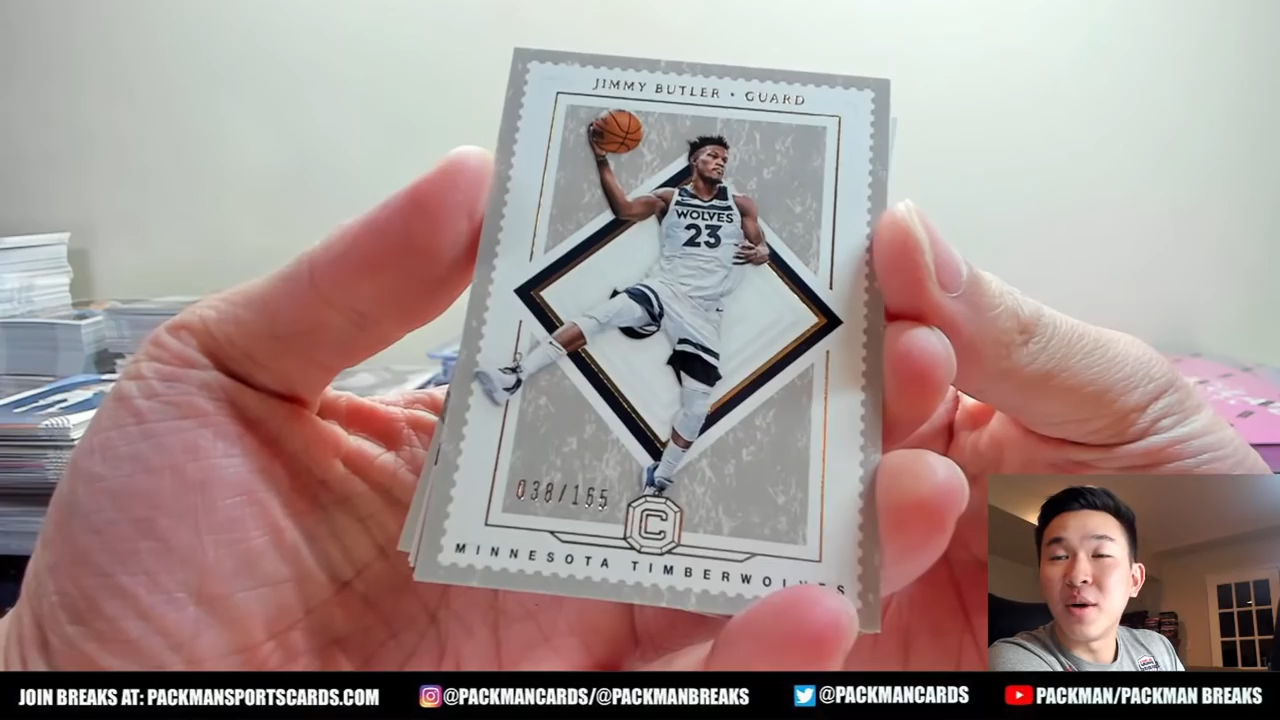 JIMMY BUTLER • GUARD
WOLVES
23
038/165
C
MINNESOTA TIMBERWOLVES
JOIN BREAKS AT: PACKMANSPORTSCARDS.COM
@PACKMANCARDS/@PACKMANBREAKS
@PACKMANCARDS
PACKMAN/PACKMAN BREAKS